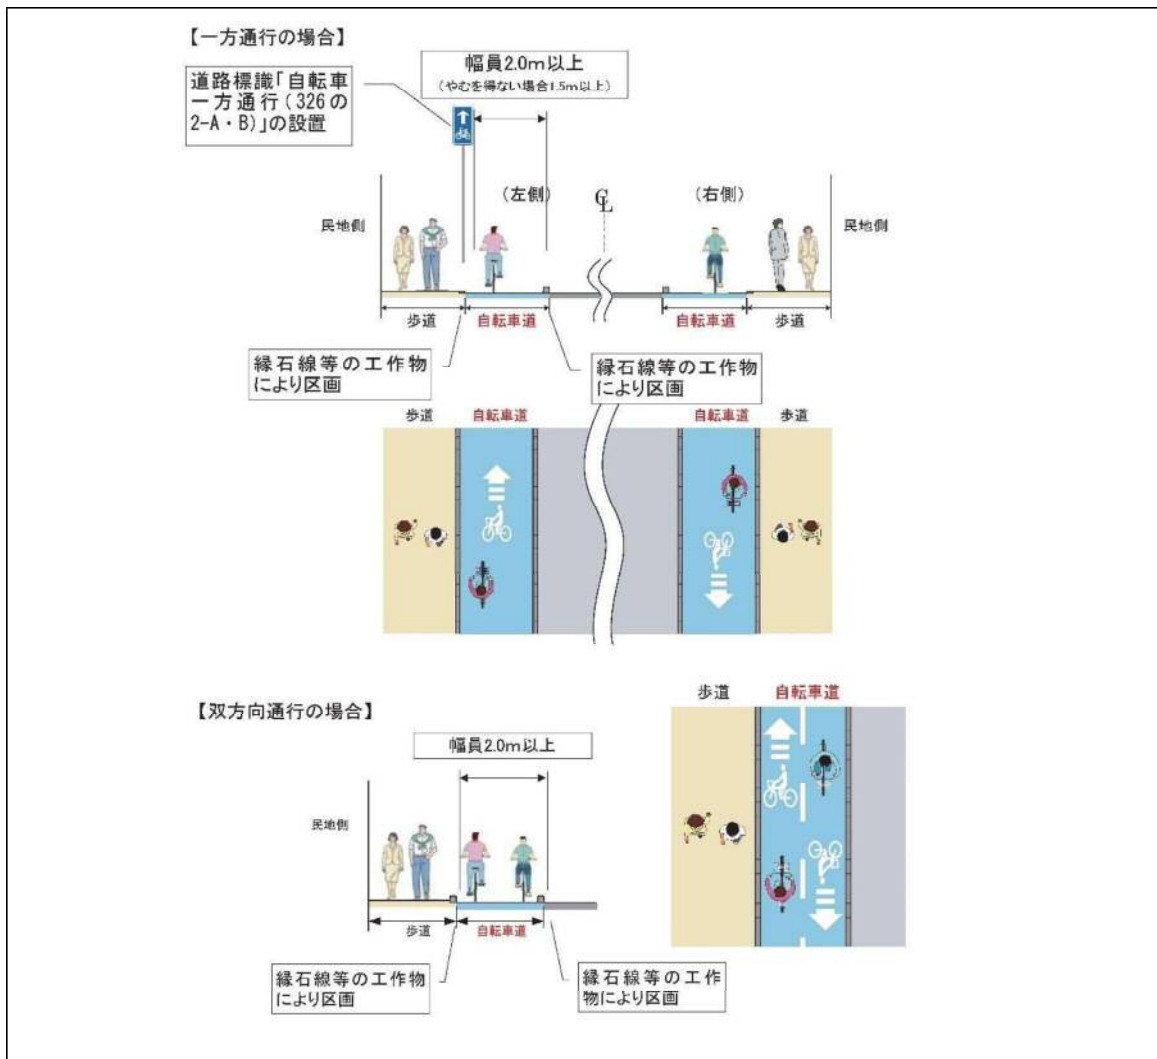 【一方通行の場合】
道路標識「自転車
一方通行(326の
2-A・B)」の設置
幅員2.0m以上
(やむを得ない場合1.5m以上)
(左側)
℄
(右側)
民地側
民地側
歩道
自転車道
自転車道
歩道
縁石線等の工作物
により区画
縁石線等の工作物
により区画
歩道
自転車道
自転車道
歩道
【双方向通行の場合】
歩道
自転車道
幅員2.0m以上
民地側
歩道
自転車道
縁石線等の工作物
により区画
縁石線等の工作
物により区画